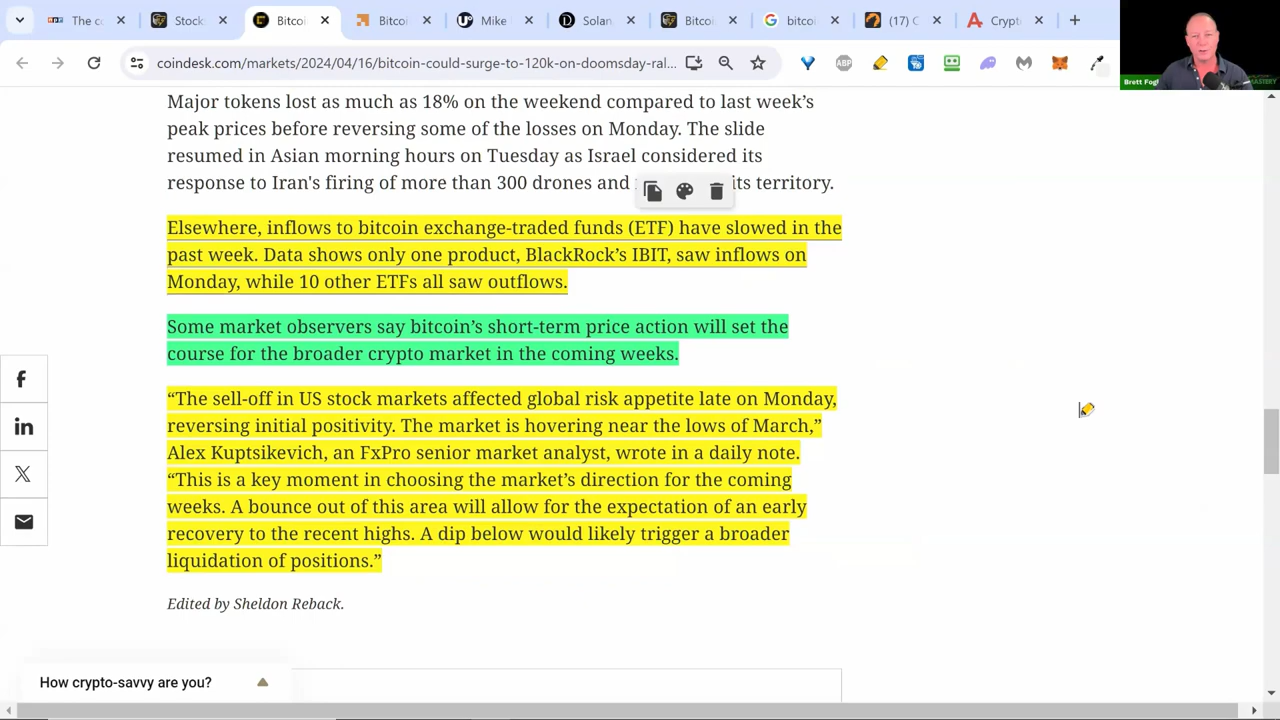 The c
Stock
Bitcoi
Bitcoi
Mike
Solan
Bitcoi
bitcoi
(17) C
Crypt
coindesk.com/markets/2024/04/16/bitcoin-could-surge-to-120k-on-doomsday-ral...
ABP
Brett Fogl
MASTERY
Major tokens lost as much as 18% on the weekend compared to last week's
peak prices before reversing some of the losses on Monday. The slide
resumed in Asian morning hours on Tuesday as Israel considered its
response to Iran's firing of more than 300 drones and its territory.
Elsewhere, inflows to bitcoin exchange-traded funds (ETF) have slowed in the
past week. Data shows only one product, BlackRock's IBIT, saw inflows on
Monday, while 10 other ETFs all saw outflows.
Some market observers say bitcoin's short-term price action will set the
course for the broader crypto market in the coming weeks.
“The sell-off in US stock markets affected global risk appetite late on Monday,
reversing initial positivity. The market is hovering near the lows of March,”
Alex Kuptsikevich, an FxPro senior market analyst, wrote in a daily note.
“This is a key moment in choosing the market's direction for the coming
weeks. A bounce out of this area will allow for the expectation of an early
recovery to the recent highs. A dip below would likely trigger a broader
liquidation of positions.”
Edited by Sheldon Reback.
How crypto-savvy are you?